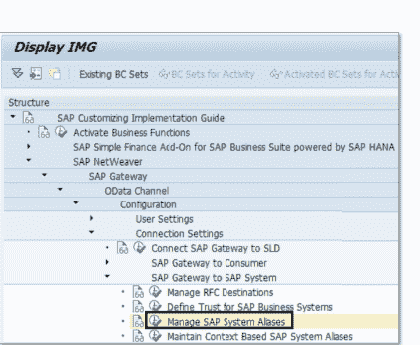 Display IMG
Existing BC Sets BC Sets for Activity Activated BC Sets for Acti
Structure
SAP Customizing Implementation Guide
Activate Business Functions
SAP Simple Finance Add-On for SAP Business Suite powered by SAP HANA
SAP NetWeaver
SAP Gateway
OData Channel
Configuration
User Settings
Connection Settings
Connect SAP Gateway to SLD
SAP Gateway to Consumer
SAP Gateway to SAP System
Manage RFC Destinations
Define Trust for SAP Business Systems
Manage SAP System Aliases
Maintain Context Based SAP System Aliases